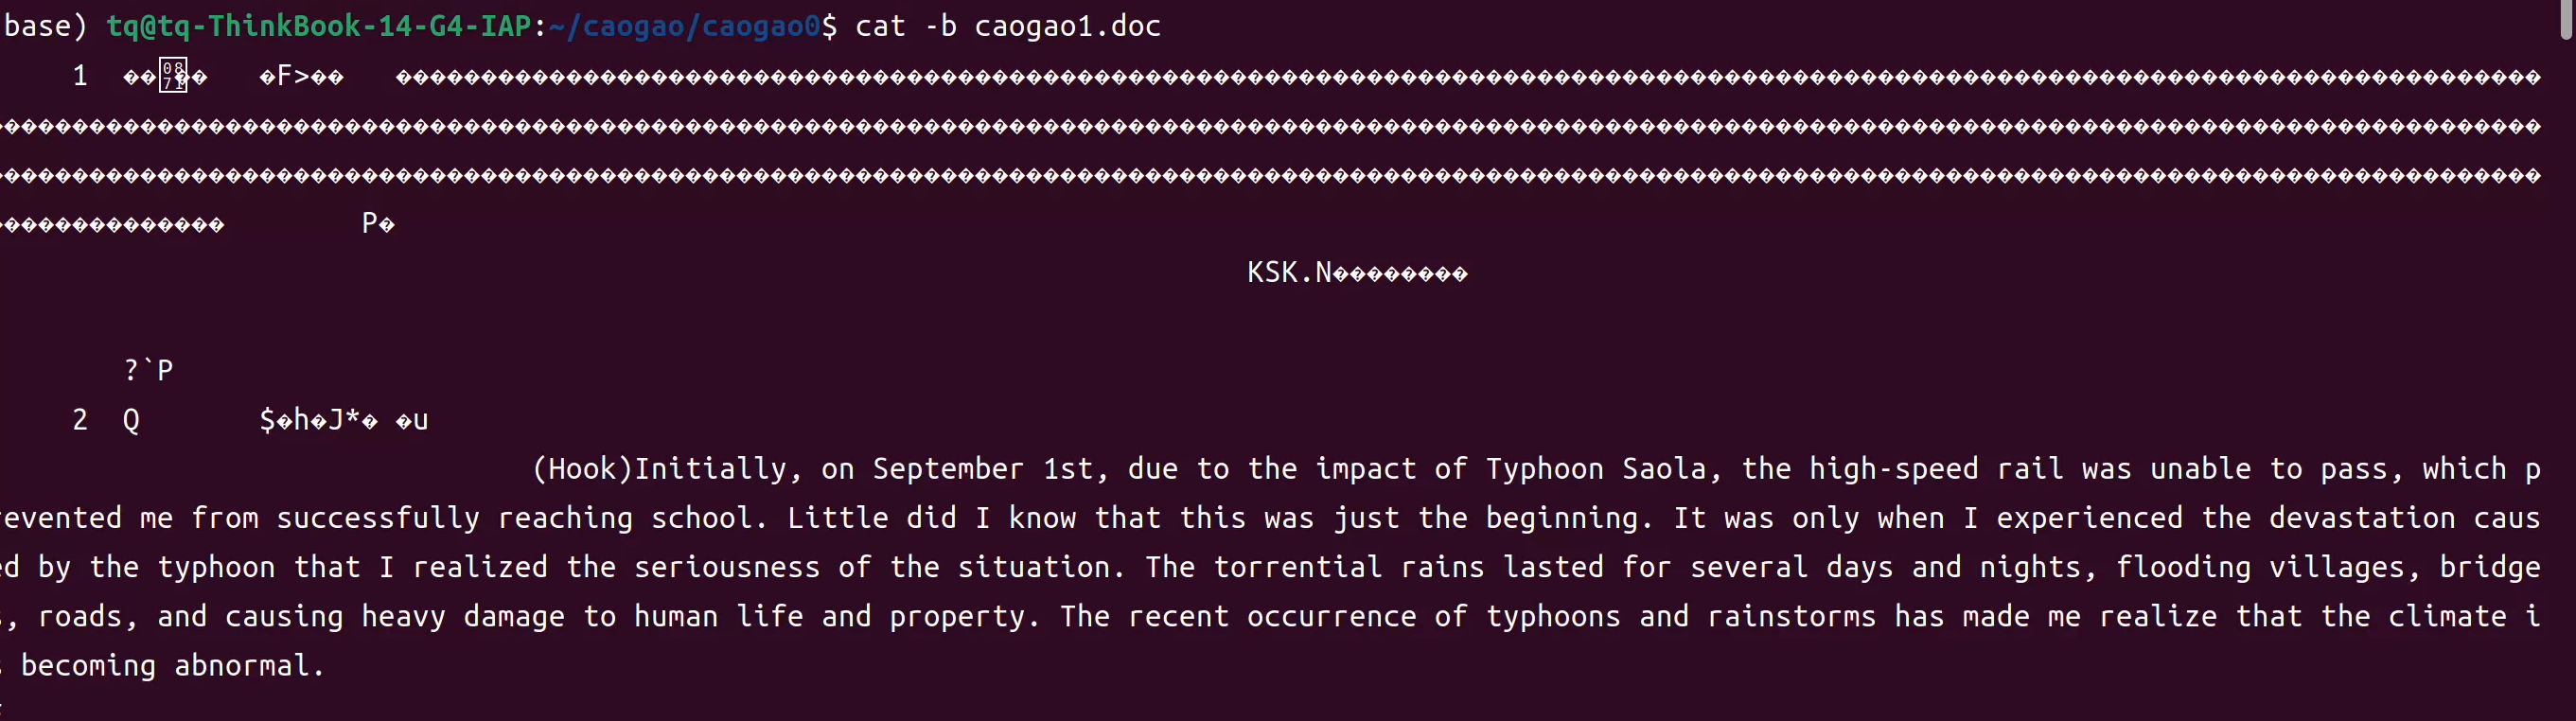 base) tq@tq-ThinkBook-14-G4-IAP:~/caogao/caogao0$ cat -b caogao1.doc
1 �� �� �F>��
P�
KSK.N��������
?`P
2 Q $�h�J*� �u
(Hook)Initially, on September 1st, due to the impact of Typhoon Saola, the high-speed rail was unable to pass, which p
revented me from successfully reaching school. Little did I know that this was just the beginning. It was only when I experienced the devastation caus
ed by the typhoon that I realized the seriousness of the situation. The torrential rains lasted for several days and nights, flooding villages, bridge
s, roads, and causing heavy damage to human life and property. The recent occurrence of typhoons and rainstorms has made me realize that the climate i
s becoming abnormal.